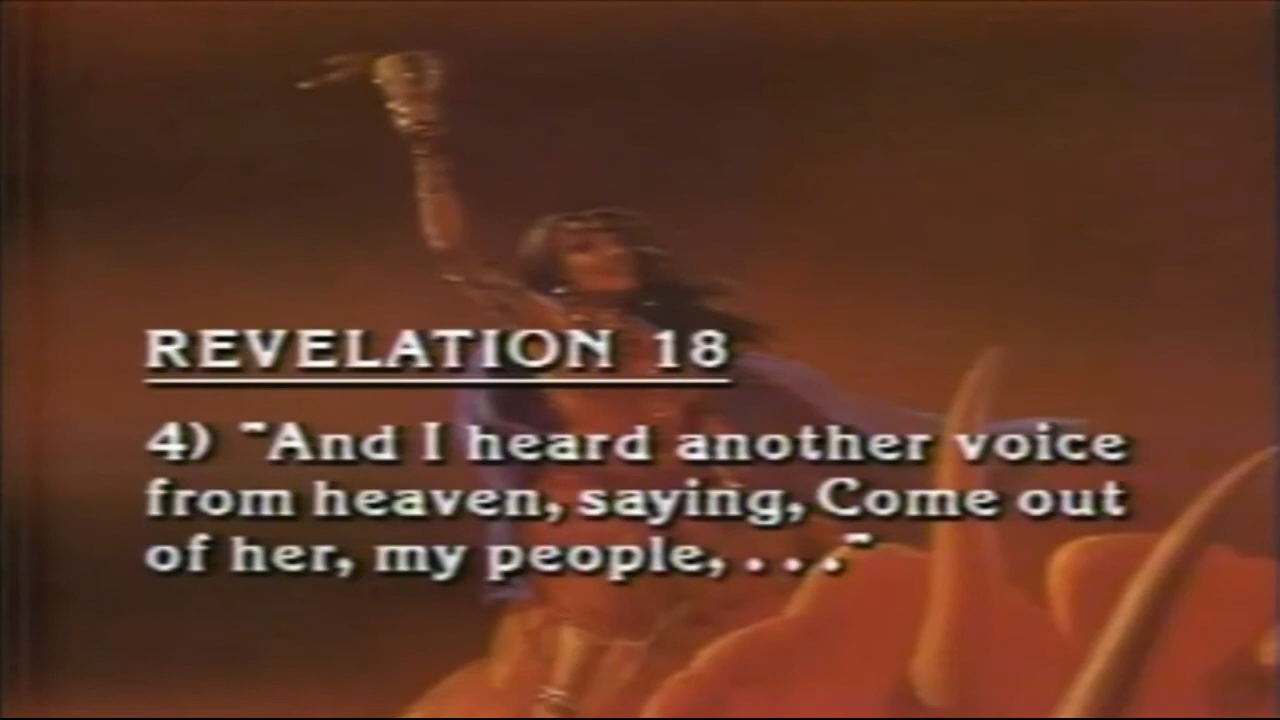 REVELATION 18
4) "And I heard another voice
from heaven, saying, Come out
of her, my people, . . ."